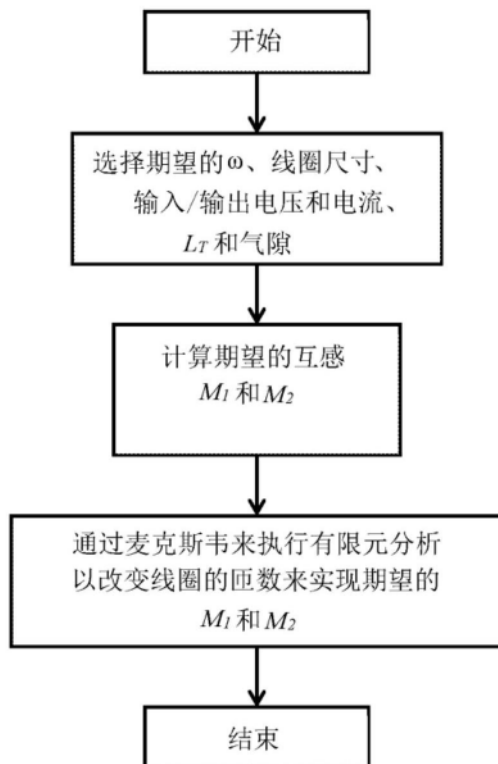 开始
选择期望的ω、线圈尺寸、
输入/输出电压和电流、
LT 和气隙
计算期望的互感
M1 和 M2
通过麦克斯韦来执行有限元分析
以改变线圈的匝数来实现期望的
M1 和 M2
结束